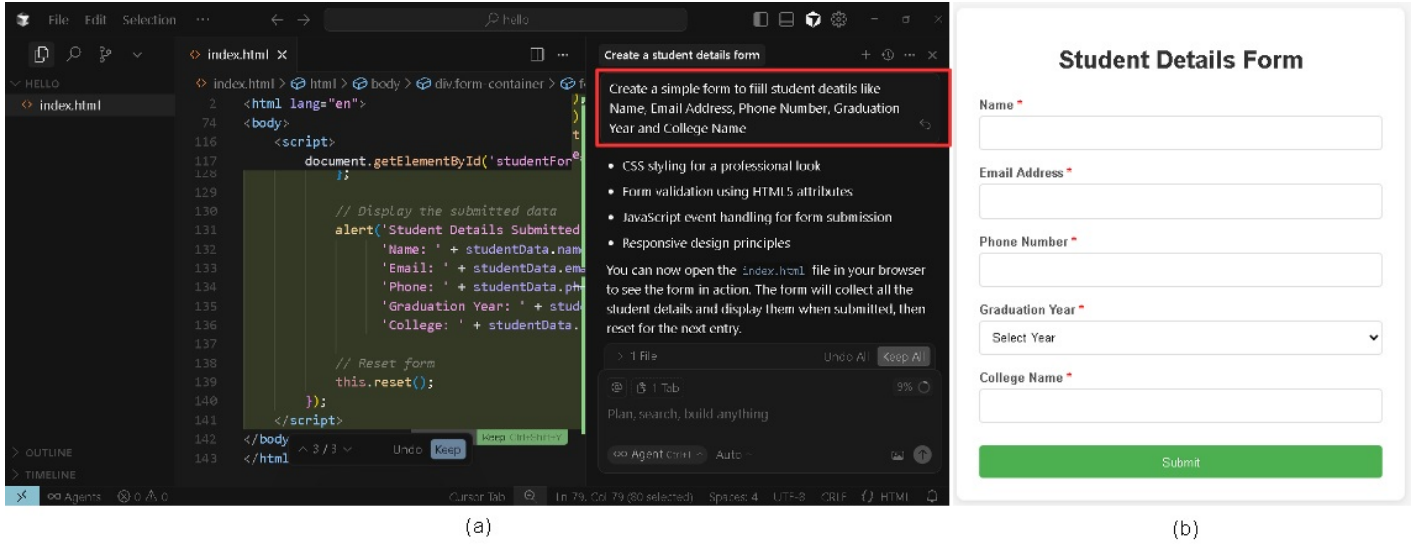 File Edit Selection ··· hello
index.html
Create a student details form
HELLO
index.html > html > body > div.form-container > f
index.html
2 <html lang="en">
74 <body>
116 <script>
117 document.getElementById('studentFor
128 };
129
130 // Display the submitted data
131 alert('Student Details Submitted
132 'Name: ' + studentData.nam
133 'Email: ' + studentData.ema
134 'Phone: ' + studentData.ph
135 'Graduation Year: ' + stud
136 'College: ' + studentData.
137
138 // Reset form
139 this.reset();
140 });
141 </script>
142 </body
143 </html
3/3 Undo Keep
Keep Ctrl+Shift+Y
OUTLINE
TIMELINE
Create a simple form to fiill student deatils like
Name, Email Address, Phone Number, Graduation
Year and College Name
• CSS styling for a professional look
• Form validation using HTML5 attributes
• JavaScript event handling for form submission
• Responsive design principles
You can now open the index.html file in your browser
to see the form in action. The form will collect all the
student details and display them when submitted, then
reset for the next entry.
> 1 File Undo All Keep All
@ 1 Tab 9%
Plan, search, build anything
∞ Agent Ctrl+I Auto
∞ Agents 0 0 Cursor Tab Ln 79, Col 79 (80 selected) Spaces: 4 UTF-8 CRLF {} HTML
(a)
Student Details Form
Name *
Email Address *
Phone Number *
Graduation Year *
Select Year
College Name *
Submit
(b)